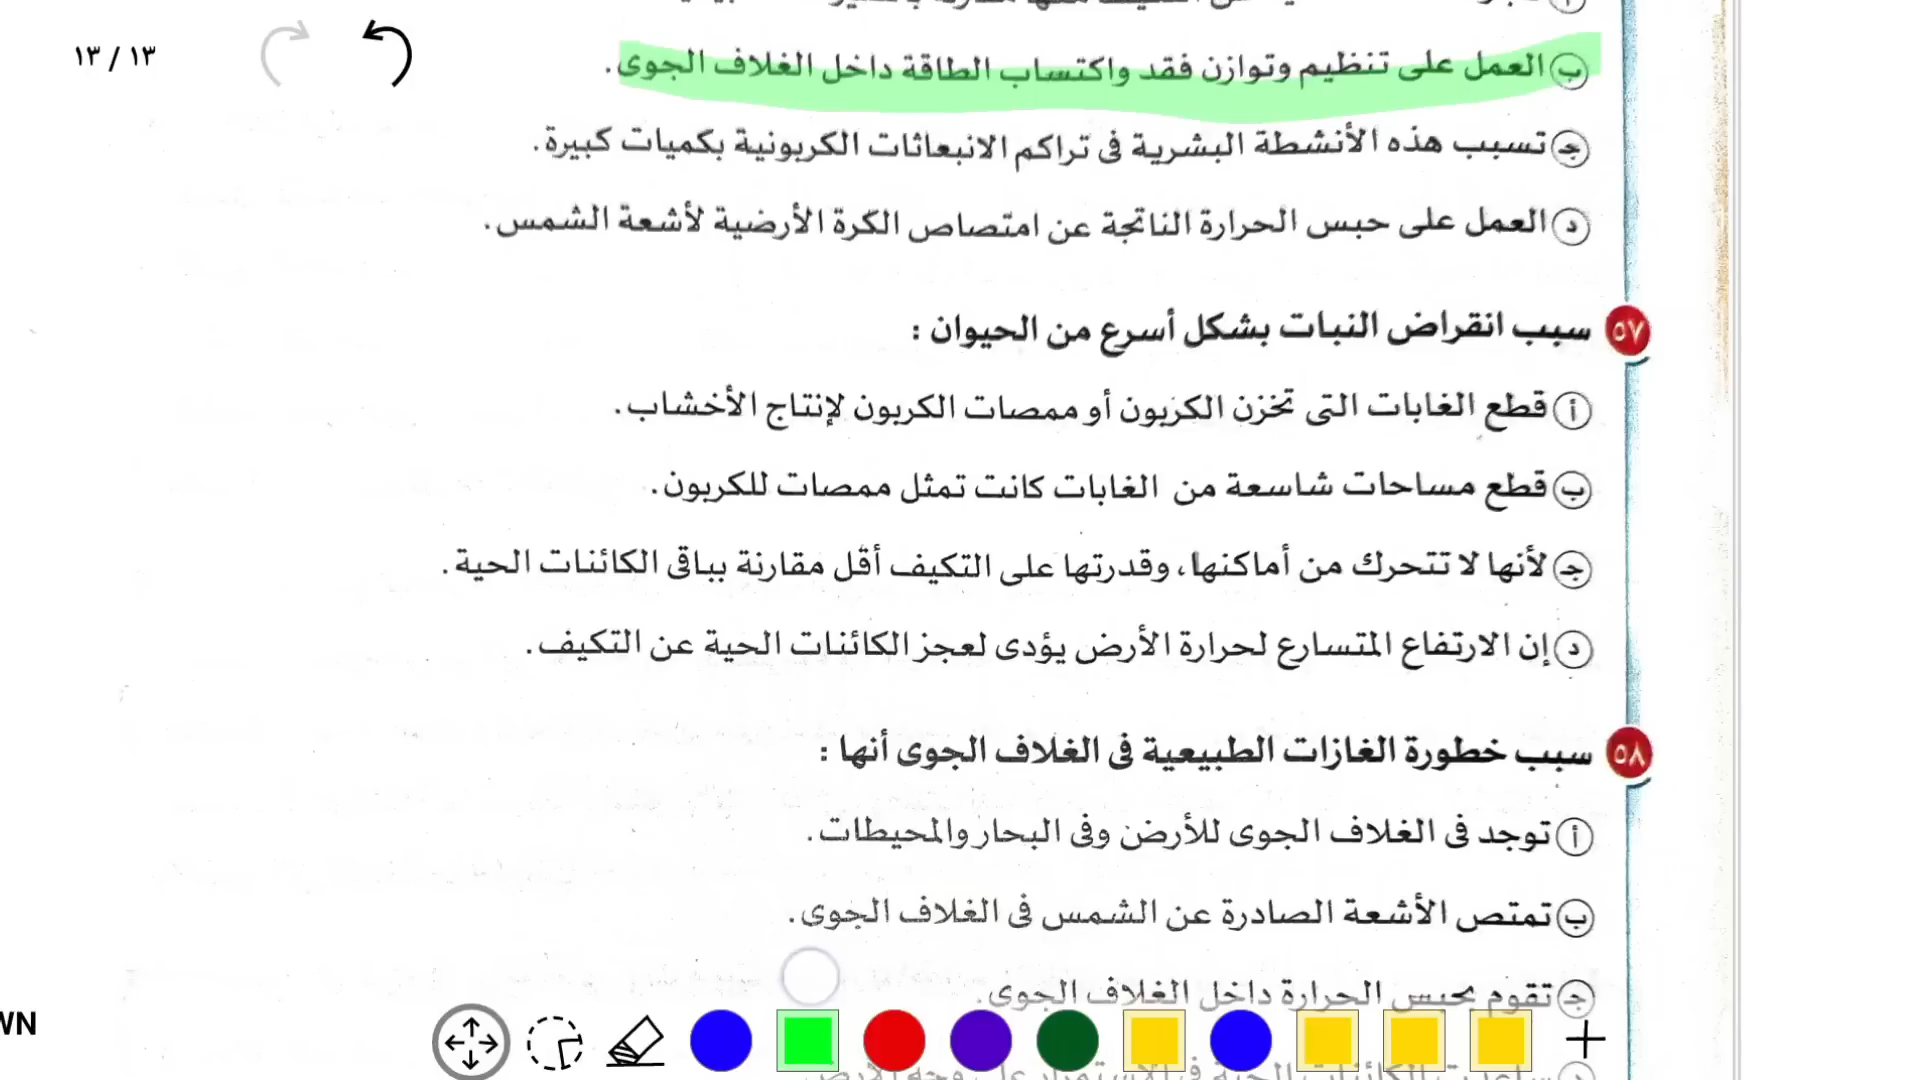 ١٣ / ١٣
ب العمل على تنظيم وتوازن فقد واكتساب الطاقة داخل الغلاف الجوى.
ج تسبب هذه الأنشطة البشرية فى تراكم الانبعاثات الكربونية بكميات كبيرة.
د العمل على حبس الحرارة الناتجة عن امتصاص الكرة الأرضية لأشعة الشمس.
٥٧ سبب انقراض النبات بشكل أسرع من الحيوان :
أ قطع الغابات التى تخزن الكربون أو ممصات الكربون لإنتاج الأخشاب.
ب قطع مساحات شاسعة من الغابات كانت تمثل ممصات للكربون.
ج لأنها لا تتحرك من أماكنها، وقدرتها على التكيف أقل مقارنة بباقى الكائنات الحية.
د إن الارتفاع المتسارع لحرارة الأرض يؤدى لعجز الكائنات الحية عن التكيف.
٥٨ سبب خطورة الغازات الطبيعية فى الغلاف الجوى أنها :
أ توجد فى الغلاف الجوى للأرض وفى البحار والمحيطات.
ب تمتص الأشعة الصادرة عن الشمس فى الغلاف الجوى.
ج تقوم بحبس الحرارة داخل الغلاف الجوى.
WN